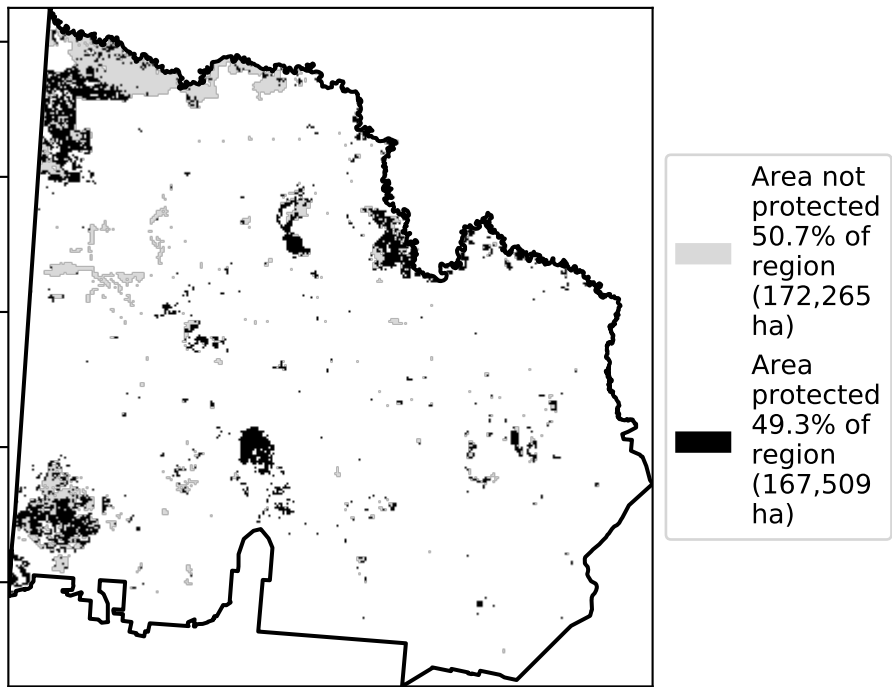 Area not
protected
50.7% of
region
(172,265
ha)
Area
protected
49.3% of
region
(167,509
ha)